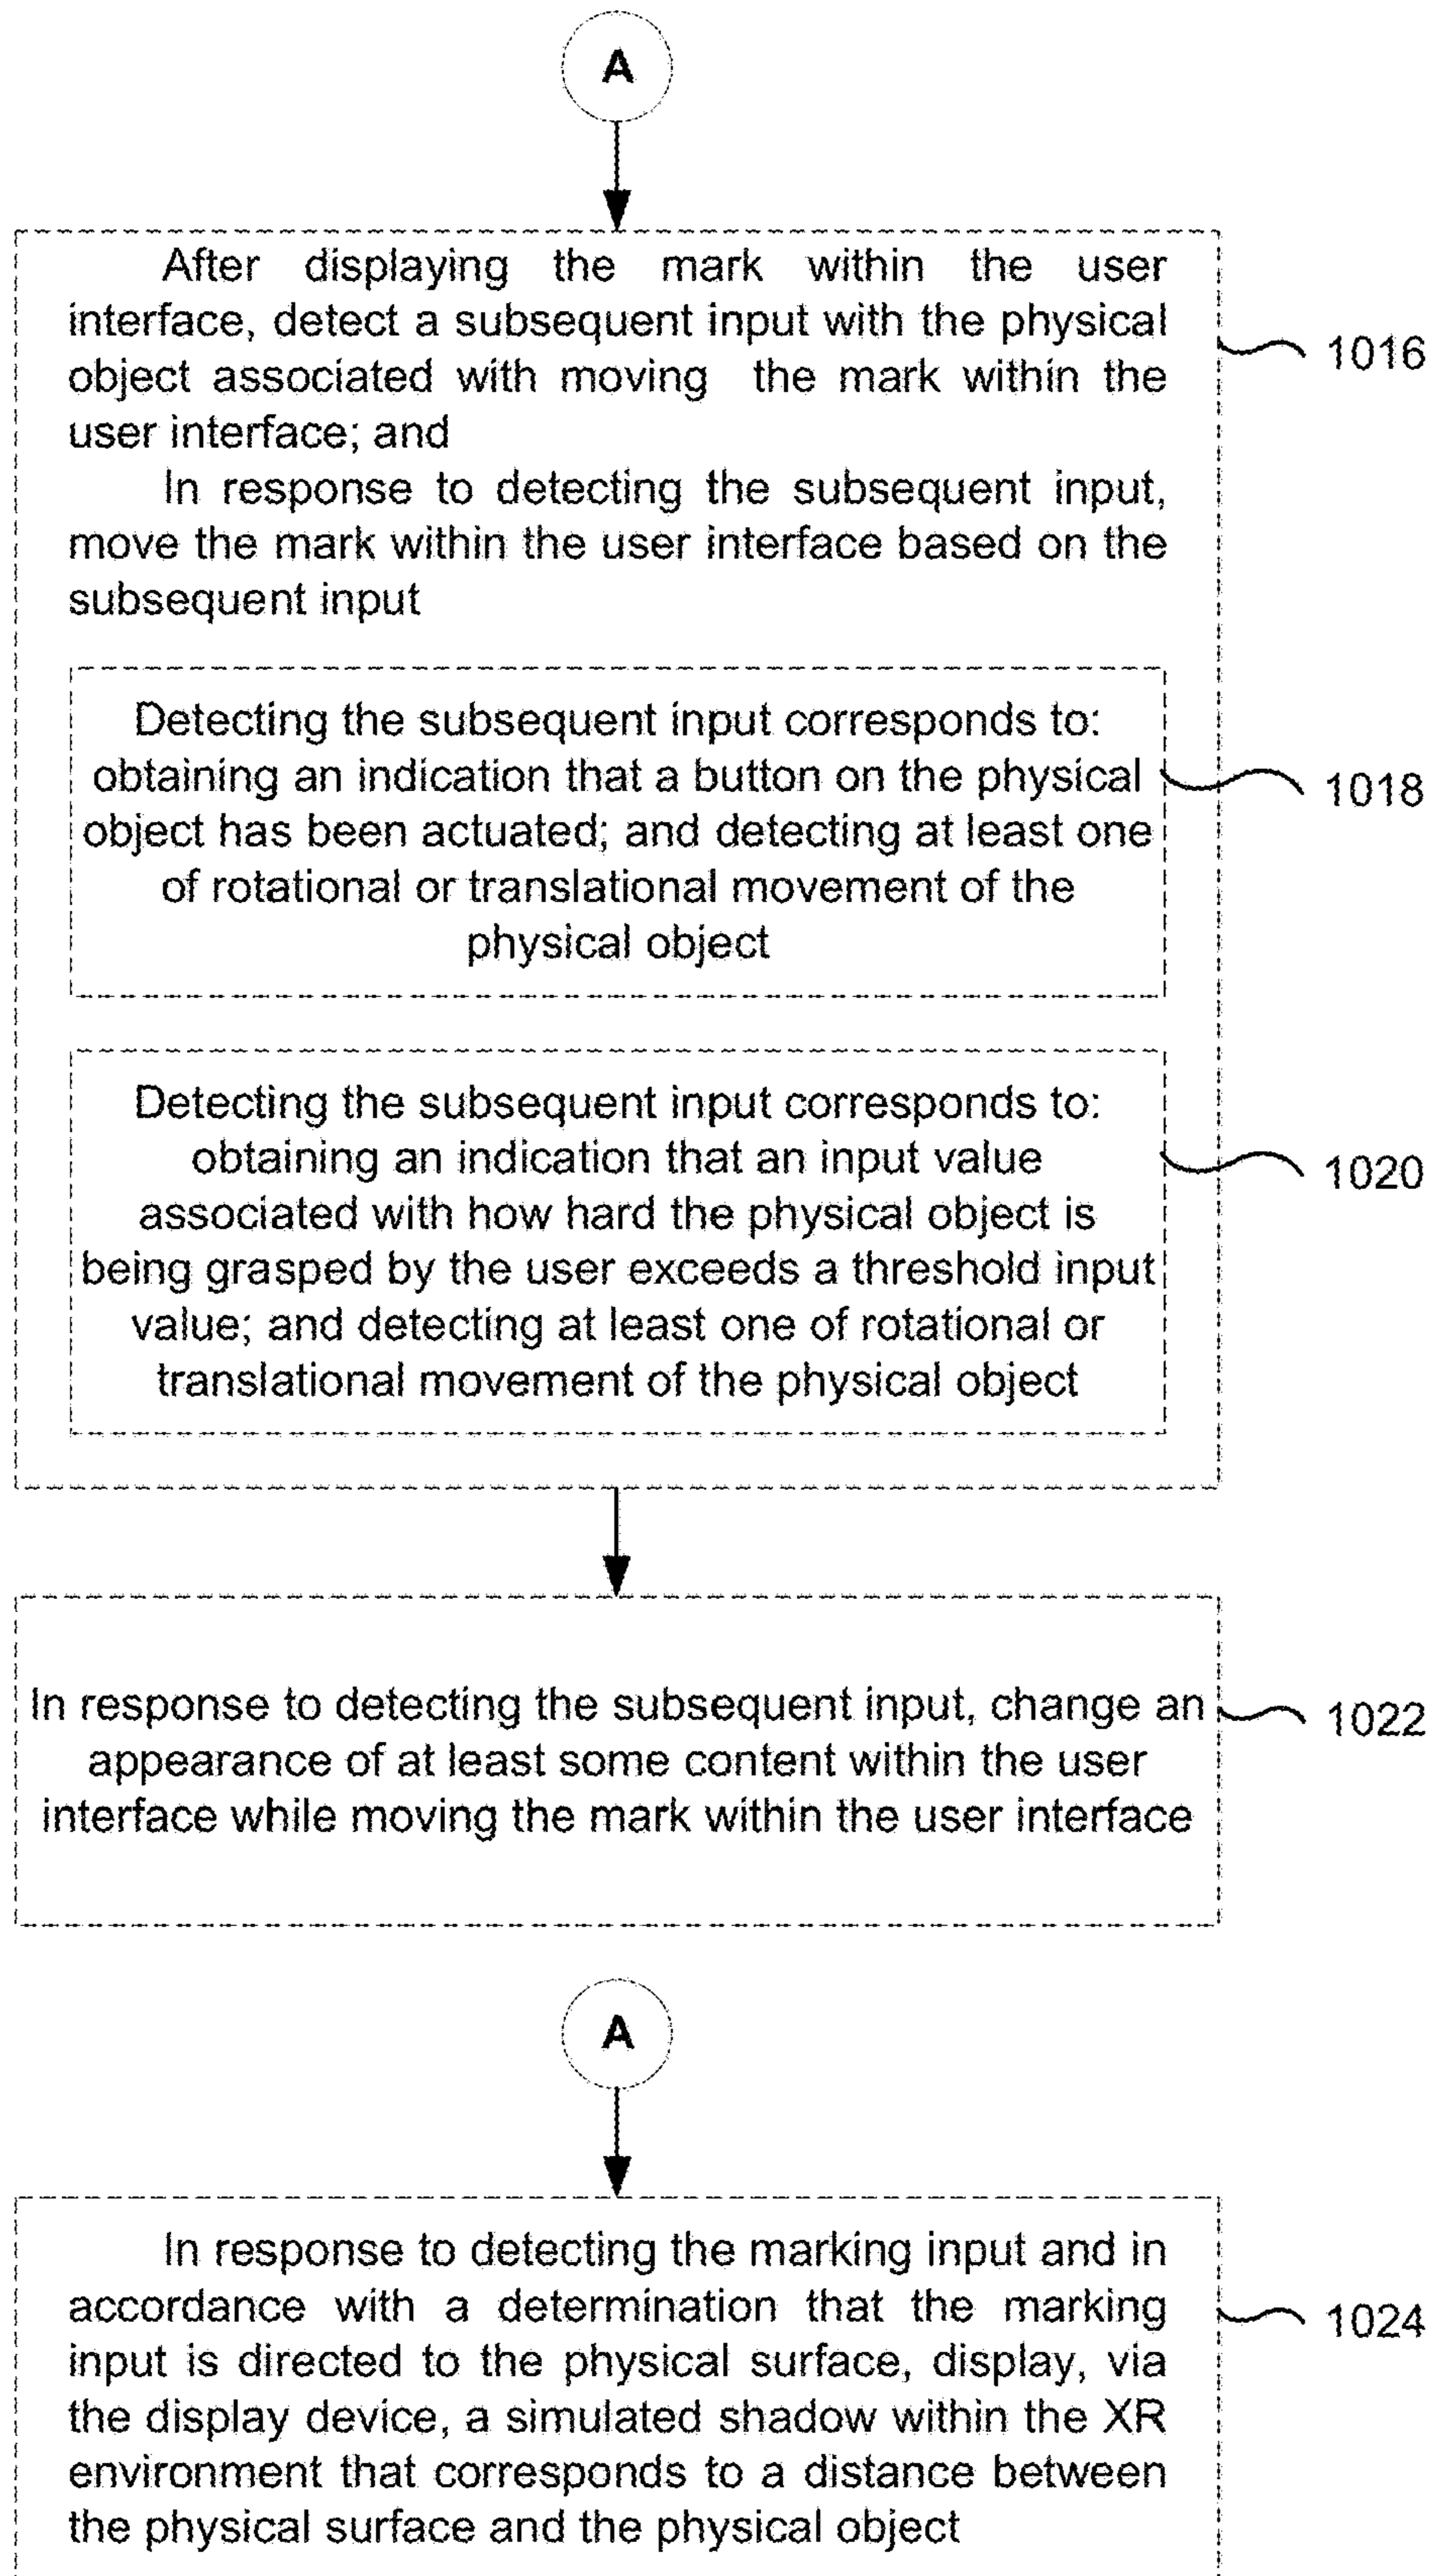 A
After displaying the mark within the user
interface, detect a subsequent input with the physical
object associated with moving the mark within the
user interface; and
In response to detecting the subsequent input,
move the mark within the user interface based on the
subsequent input
1016
Detecting the subsequent input corresponds to:
obtaining an indication that a button on the physical
object has been actuated; and detecting at least one
of rotational or translational movement of the
physical object
1018
Detecting the subsequent input corresponds to:
obtaining an indication that an input value
associated with how hard the physical object is
being grasped by the user exceeds a threshold input
value; and detecting at least one of rotational or
translational movement of the physical object
1020
In response to detecting the subsequent input, change an
appearance of at least some content within the user
interface while moving the mark within the user interface
1022
A
In response to detecting the marking input and in
accordance with a determination that the marking
input is directed to the physical surface, display, via
the display device, a simulated shadow within the XR
environment that corresponds to a distance between
the physical surface and the physical object
1024